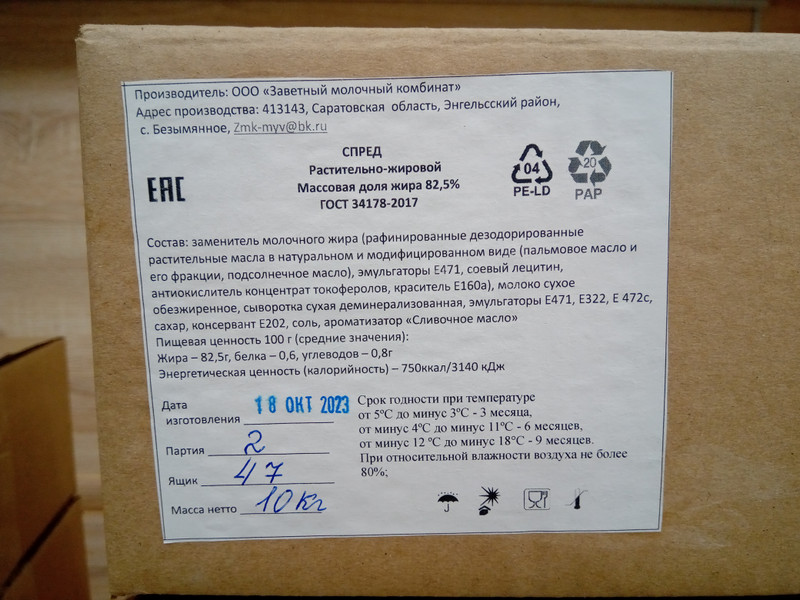 Производитель: ООО «Заветный молочный комбинат»
Адрес производства: 413143, Саратовская область, Энгельсский район,
с. Безымянное, Zmk-myv@bk.ru
СПРЕД
Растительно-жировой
Массовая доля жира 82,5%
ГОСТ 34178-2017
EAC
04
PE-LD
20
PAP
Состав: заменитель молочного жира (рафинированные дезодорированные
растительные масла в натуральном и модифицированном виде (пальмовое масло и
его фракции, подсолнечное масло), эмульгаторы Е471, соевый лецитин,
антиокислитель концентрат токоферолов, краситель Е160а), молоко сухое
обезжиренное, сыворотка сухая деминерализованная, эмульгаторы Е471, Е322, Е 472с,
сахар, консервант Е202, соль, ароматизатор «Сливочное масло»
Пищевая ценность 100 г (средние значения):
Жира – 82,5г, белка – 0,6, углеводов – 0,8г
Энергетическая ценность (калорийность) – 750ккал/3140 кДж
Дата
изготовления 18 ОКТ 2023
Партия 2
Ящик 47
Масса нетто 10кг
Срок годности при температуре
от 5ºС до минус 3ºС - 3 месяца,
от минус 4ºС до минус 11ºС - 6 месяцев,
от минус 12 ºС до минус 18ºС - 9 месяцев.
При относительной влажности воздуха не более
80%;